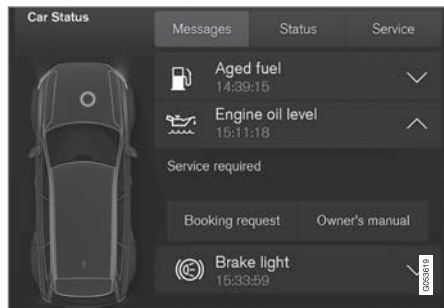 Car Status
Messages
Status
Service
Aged fuel
14:39:15
Engine oil level
15:11:18
Service required
Booking request
Owner's manual
Brake light
15:33:59
G053619